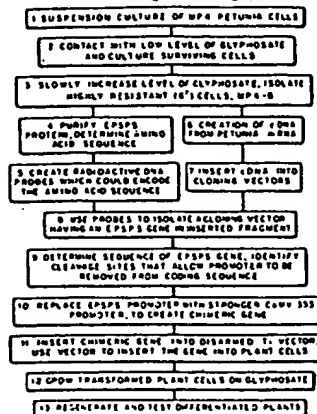 1 SUSPENSION CULTURE OF MP4 PETUNIA CELLS
2 CONTACT WITH LOW LEVEL OF GLYPHOSATE
AND CULTURE SURVIVING CELLS
3 SLOWLY INCREASE LEVEL OF GLYPHOSATE, ISOLATE
HIGHLY RESISTANT (G^r) CELLS, MP4-G
4 PURIFY EPSPS
PROTEIN, DETERMINE AMINO
ACID SEQUENCE
5 CREATE RADIOACTIVE DNA
PROBES WHICH COULD ENCODE
THE AMINO ACID SEQUENCE
6 CREATION OF cDNA
FROM PETUNIA mRNA
7 INSERT cDNA INTO
CLONING VECTORS
8 USE PROBES TO ISOLATE A CLONING VECTOR
HAVING AN EPSPS GENE IN INSERTED FRAGMENT
9 DETERMINE SEQUENCE OF EPSPS GENE, IDENTIFY
CLEAVAGE SITES THAT ALLOW PROMOTER TO BE
REMOVED FROM CODING SEQUENCE
10 REPLACE EPSPS PROMOTER WITH STRONGER CaMV 35S
PROMOTER, TO CREATE CHIMERIC GENE
11 INSERT CHIMERIC GENE INTO DISARMED Ti VECTOR,
USE VECTOR TO INSERT THE GENE INTO PLANT CELLS
12 GROW TRANSFORMED PLANT CELLS ON GLYPHOSATE
13 REGENERATE AND TEST DIFFERENTIATED PLANTS